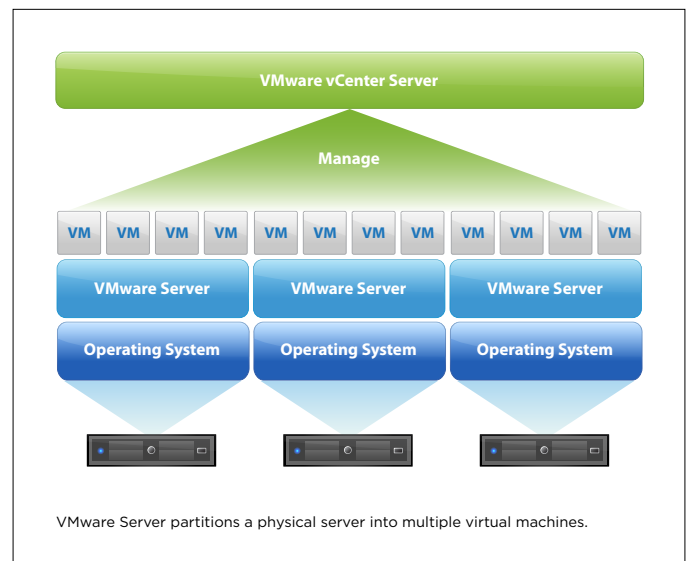 VMware vCenter Server
Manage
VM VM VM VM VM VM VM VM VM VM VM VM
VMware Server VMware Server VMware Server
Operating System Operating System Operating System
VMware Server partitions a physical server into multiple virtual machines.